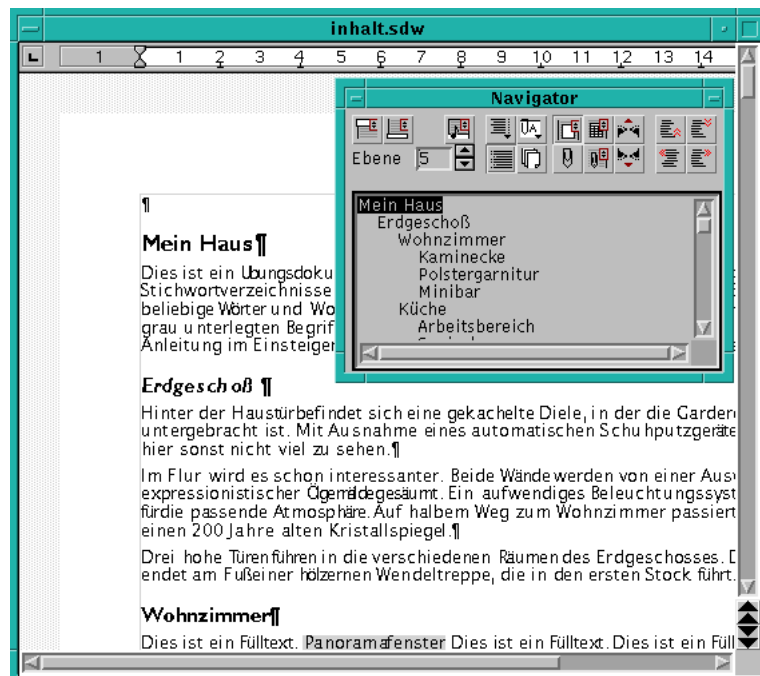 inhalt.sdw
1 1 2 3 4 5 6 7 8 9 10 11 12 13 14
Navigator
Ebene 5
Mein Haus
Erdgeschoß
Wohnzimmer
Kaminecke
Polstergarnitur
Minibar
Küche
Arbeitsbereich
¶
Mein Haus¶
Dies ist ein Übungsdoku
Stichwortverzeichnisse
beliebige Wörter und Wo
grau unterlegten Begrif
Anleitung im Einsteiger
Erdgeschoß ¶
Hinter der Haustür befindet sich eine gekachelte Diele, in der die Garder
untergebracht ist. Mit Ausnahme eines automatischen Schuhputzgeräte
hier sonst nicht viel zu sehen.¶
Im Flur wird es schon interessanter. Beide Wände werden von einer Aus
expressionistischer Ölgemälde gesäumt. Ein aufwendiges Beleuchtungssyst
für die passende Atmosphäre. Auf halbem Weg zum Wohnzimmer passiert
einen 200 Jahre alten Kristallspiegel.¶
Drei hohe Türen führen in die verschiedenen Räumen des Erdgeschosses. D
endet am Fuß einer hölzernen Wendeltreppe, die in den ersten Stock führt.
Wohnzimmer¶
Dies ist ein Fülltext. Panoramafenster Dies ist ein Fülltext. Dies ist ein Füll